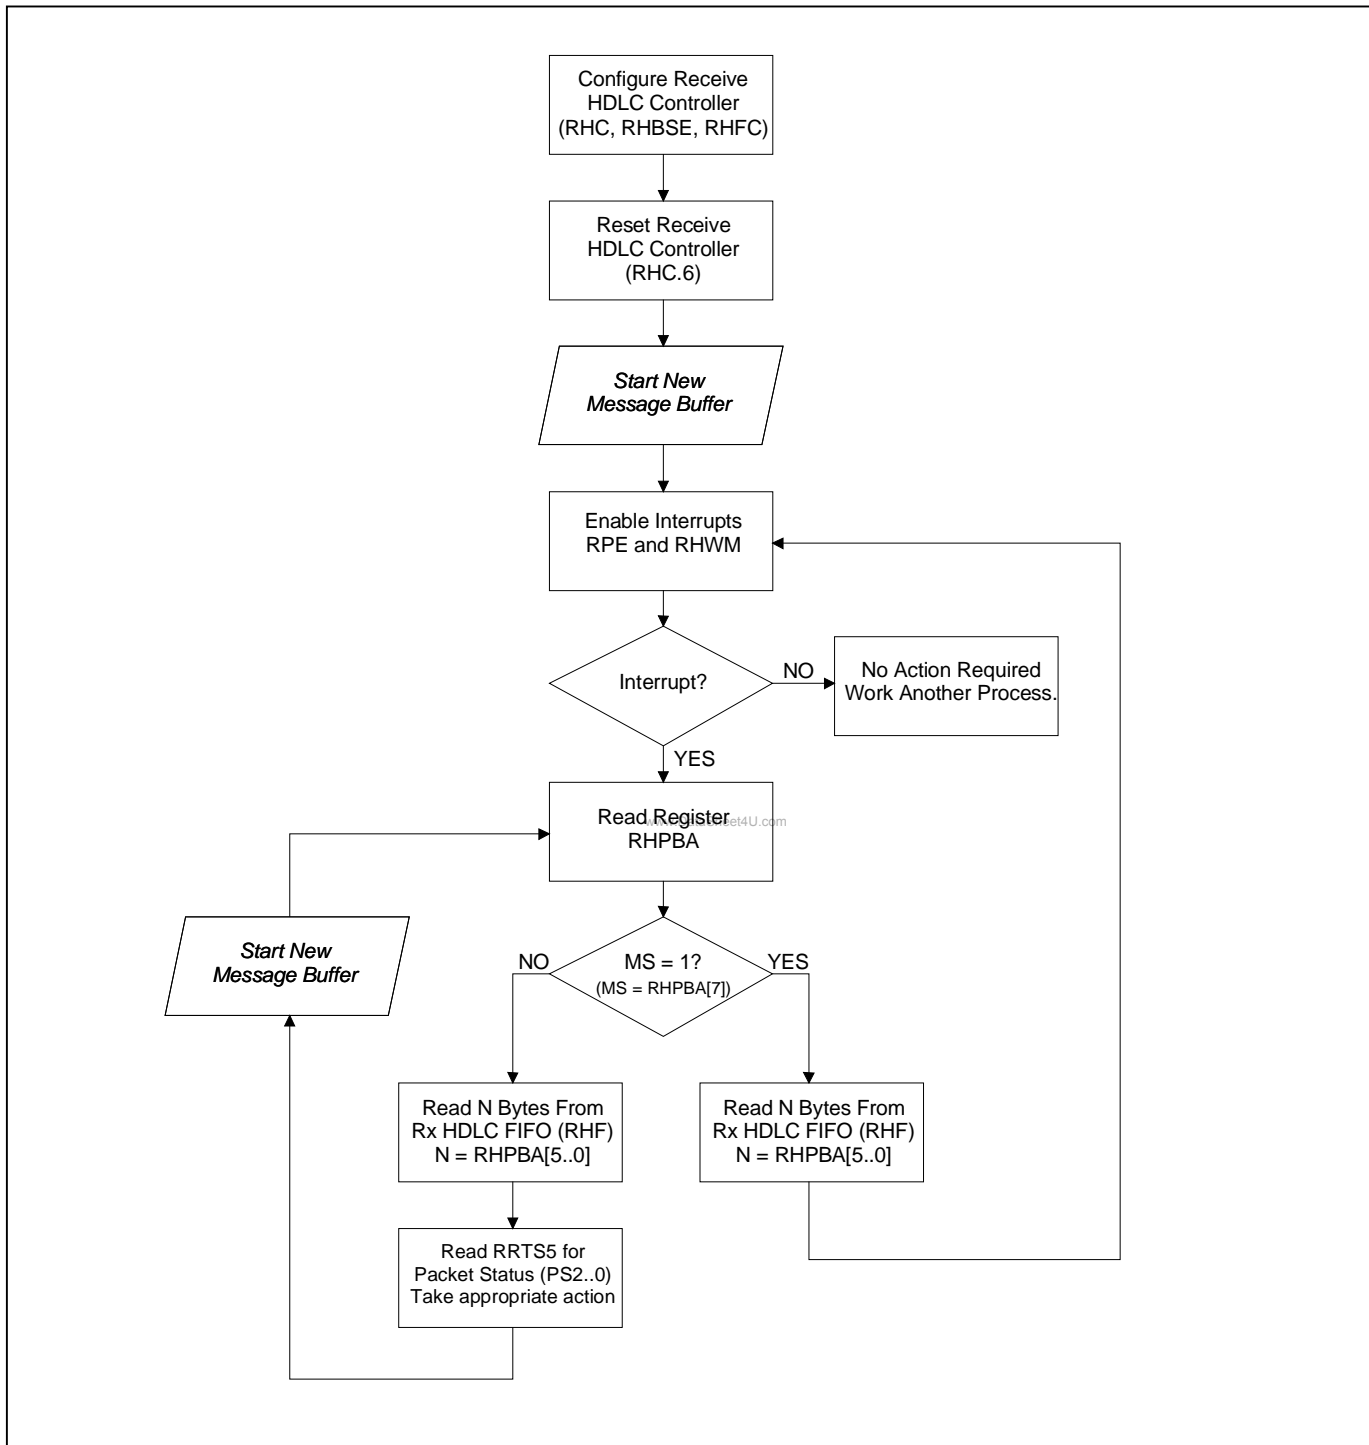 Configure Receive
HDLC Controller
(RHC, RHBSE, RHFC)
Reset Receive
HDLC Controller
(RHC.6)
Start New
Message Buffer
Enable Interrupts
RPE and RHWM
Interrupt?
NO
No Action Required
Work Another Process.
YES
Read Register
RHPBA
www.DataSheet4U.com
Start New
Message Buffer
NO
MS = 1?
(MS = RHPBA[7])
YES
Read N Bytes From
Rx HDLC FIFO (RHF)
N = RHPBA[5..0]
Read N Bytes From
Rx HDLC FIFO (RHF)
N = RHPBA[5..0]
Read RRTS5 for
Packet Status (PS2..0)
Take appropriate action